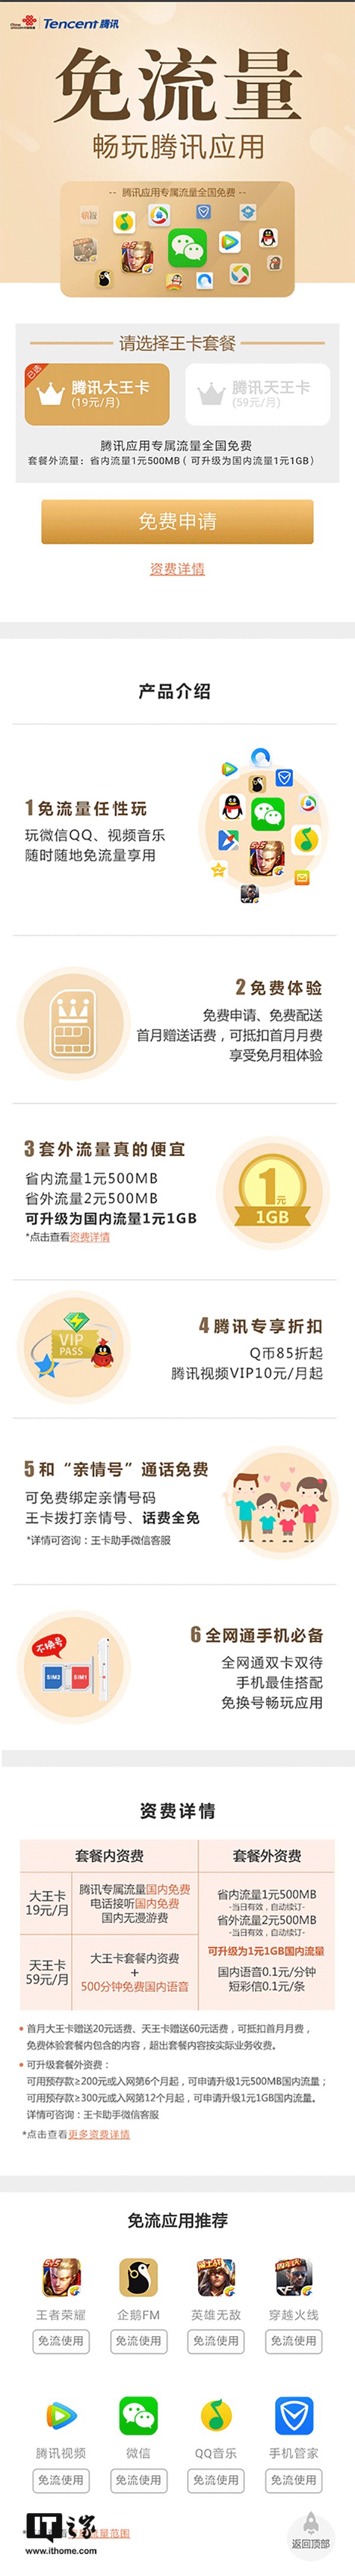 China unicom中国联通
Tencent 腾讯
免流量
畅玩腾讯应用
-- 腾讯应用专属流量全国免费 --
请选择王卡套餐
已选
腾讯大王卡
(19元/月)
腾讯天王卡
(59元/月)
腾讯应用专属流量全国免费
套餐外流量：省内流量1元500MB（可升级为国内流量1元1GB）
免费申请
资费详情
产品介绍
1 免流量任性玩
玩微信QQ、视频音乐
随时随地免流量享用
2 免费体验
免费申请、免费配送
首月赠送话费，可抵扣首月月费
享受免月租体验
3 套外流量真的便宜
省内流量1元500MB
省外流量2元500MB
可升级为国内流量1元1GB
*点击查看资费详情
1元
1GB
VIP
PASS
4 腾讯专享折扣
Q币85折起
腾讯视频VIP10元/月起
5 和“亲情号”通话免费
可免费绑定亲情号码
王卡拨打亲情号、话费全免
*详情可咨询：王卡助手微信客服
不换号
SIM2
SIM1
6 全网通手机必备
全网通双卡双待
手机最佳搭配
免换号畅玩应用
资费详情
套餐内资费
套餐外资费
大王卡
19元/月
腾讯专属流量国内免费
电话接听国内免费
国内无漫游费
天王卡
59元/月
大王卡套餐内资费
+
500分钟免费国内语音
省内流量1元500MB
-当日有效，自动续订-
省外流量2元500MB
-当日有效，自动续订-
可升级为1元1GB国内流量
国内语音0.1元/分钟
短彩信0.1元/条
• 首月大王卡赠送20元话费、天王卡赠送60元话费，可抵扣首月月费，
免费体验套餐内包含的内容，超出套餐内容按实际业务收费。
• 可升级套餐外资费：
可用预存款≥200元或入网第6个月起，可申请升级1元500MB国内流量；
可用预存款≥300元或入网第12个月起，可申请升级1元1GB国内流量。
详情可咨询：王卡助手微信客服
*点击查看更多资费详情
免流应用推荐
王者荣耀
企鹅FM
英雄无敌
穿越火线
免流使用
免流使用
免流使用
免流使用
腾讯视频
微信
QQ音乐
手机管家
免流使用
免流使用
免流使用
免流使用
流量范围
IT之家
www.ithome.com
返回顶部